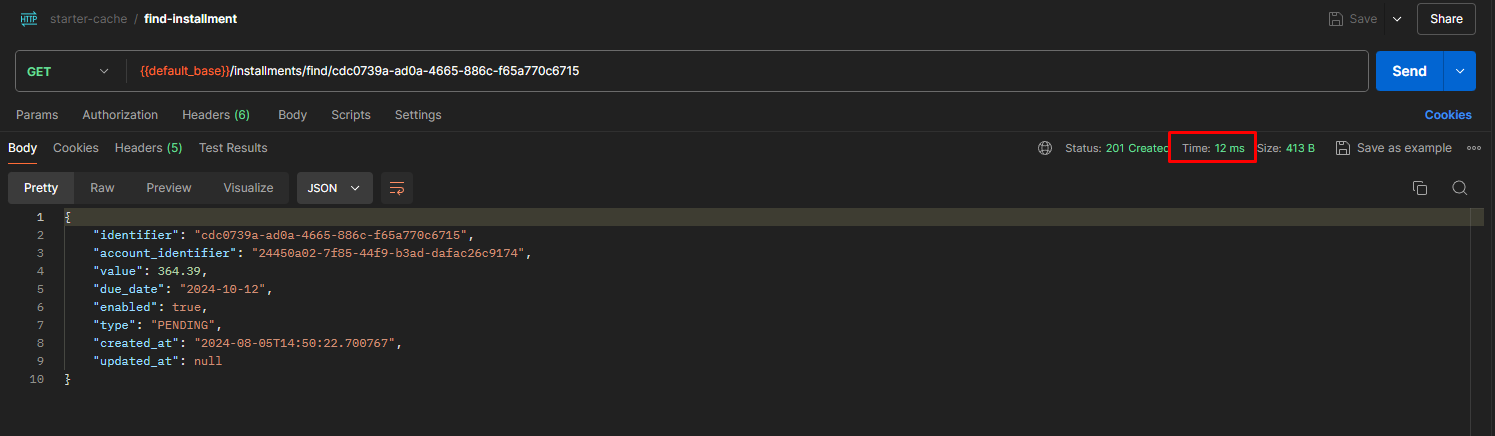 HTTP starter-cache / find-installment Save Share
GET {{default_base}}/installments/find/cdc0739a-ad0a-4665-886c-f65a770c6715 Send
Params Authorization Headers (6) Body Scripts Settings Cookies
Body Cookies Headers (5) Test Results Status: 201 Created Time: 12 ms Size: 413 B Save as example
Pretty Raw Preview Visualize JSON
1 {
2 "identifier": "cdc0739a-ad0a-4665-886c-f65a770c6715",
3 "account_identifier": "24450a02-7f85-44f9-b3ad-dafac26c9174",
4 "value": 364.39,
5 "due_date": "2024-10-12",
6 "enabled": true,
7 "type": "PENDING",
8 "created_at": "2024-08-05T14:50:22.700767",
9 "updated_at": null
10 }